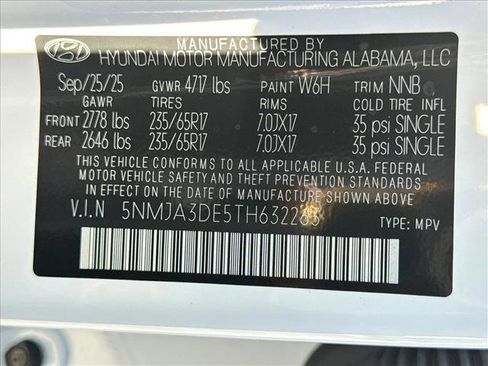 MANUFACTURED BY
HYUNDAI MOTOR MANUFACTURING ALABAMA, LLC
Sep/25/25 GVWR 4717 lbs PAINT W6H TRIM NNB
GAWR TIRES RIMS COLD TIRE INFL
FRONT 2778 lbs 235/65R17 7.0JX17 35 psi SINGLE
REAR 2646 lbs 235/65R17 7.0JX17 35 psi SINGLE
THIS VEHICLE CONFORMS TO ALL APPLICABLE U.S.A. FEDERAL
MOTOR VEHICLE SAFETY AND THEFT PREVENTION STANDARDS
IN EFFECT ON THE DATE OF MANUFACTURE SHOWN ABOVE.
V.I.N TYPE: MPV